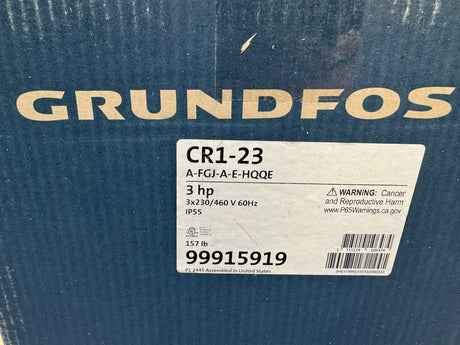 GRUNDFOS
CR1-23
A-FGJ-A-E-HQQE
3 hp
3x230/460 V 60Hz
IP55
WARNING: Cancer
and Reproductive Harm
www.P65Warnings.ca.gov
157 lb
99915919
P1 2445 Assembled in United States